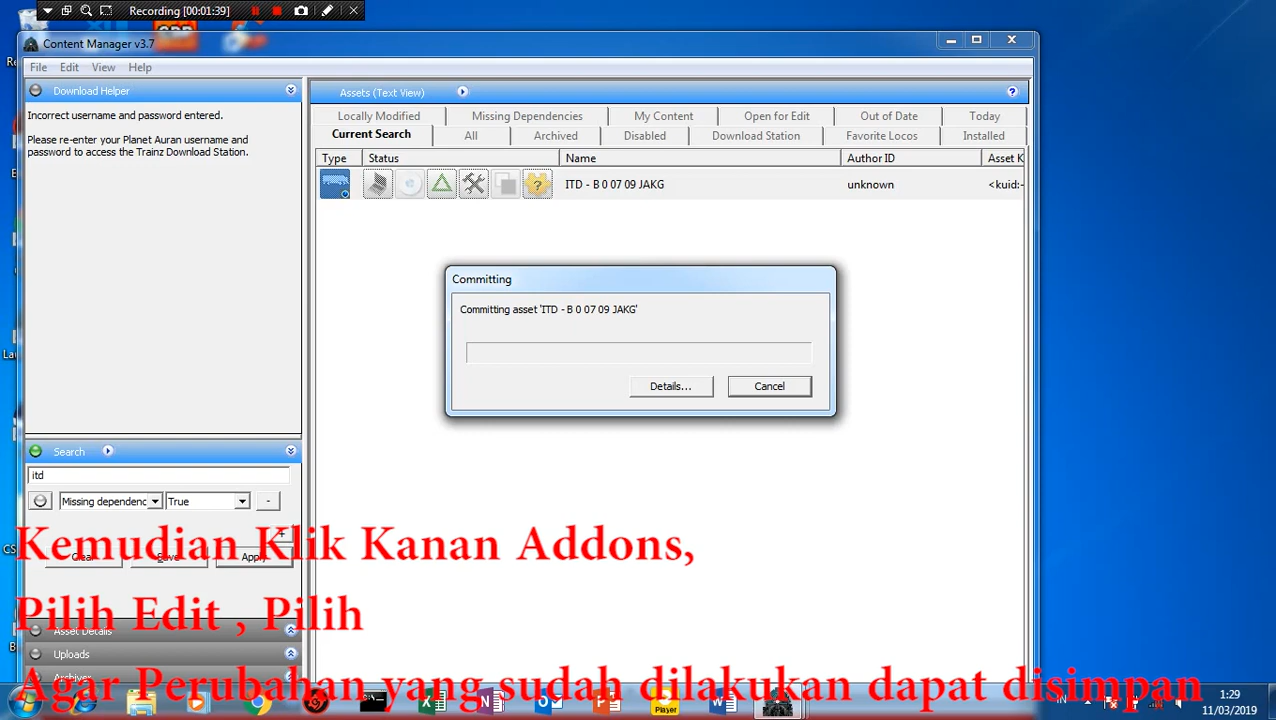 Recording [00:01:39]
Content Manager v3.7
File Edit View Help
Download Helper
Incorrect username and password entered.
Please re-enter your Planet Auran username and
password to access the Trainz Download Station.
Assets (Text View)
Locally Modified Missing Dependencies My Content Open for Edit Out of Date Today
Current Search All Archived Disabled Download Station Favorite Locos Installed
Type Status Name Author ID Asset K
ITD - B 0 07 09 JAKG unknown <kuid:-
Committing
Committing asset 'ITD - B 0 07 09 JAKG'
Details... Cancel
Search
itd
Missing dependenc True -
+
Clear Save Apply
Kemudian Klik Kanan Addons,
Pilih Edit , Pilih
Asset Details
Uploads
Agar Perubahan yang sudah dilakukan dapat disimpan
Player
IN
1:29
11/03/2019